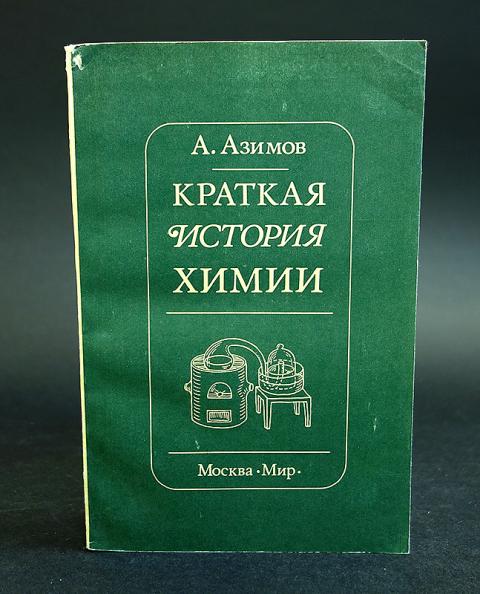 А. Азимов
КРАТКАЯ
ИСТОРИЯ
ХИМИИ
Москва • Мир •